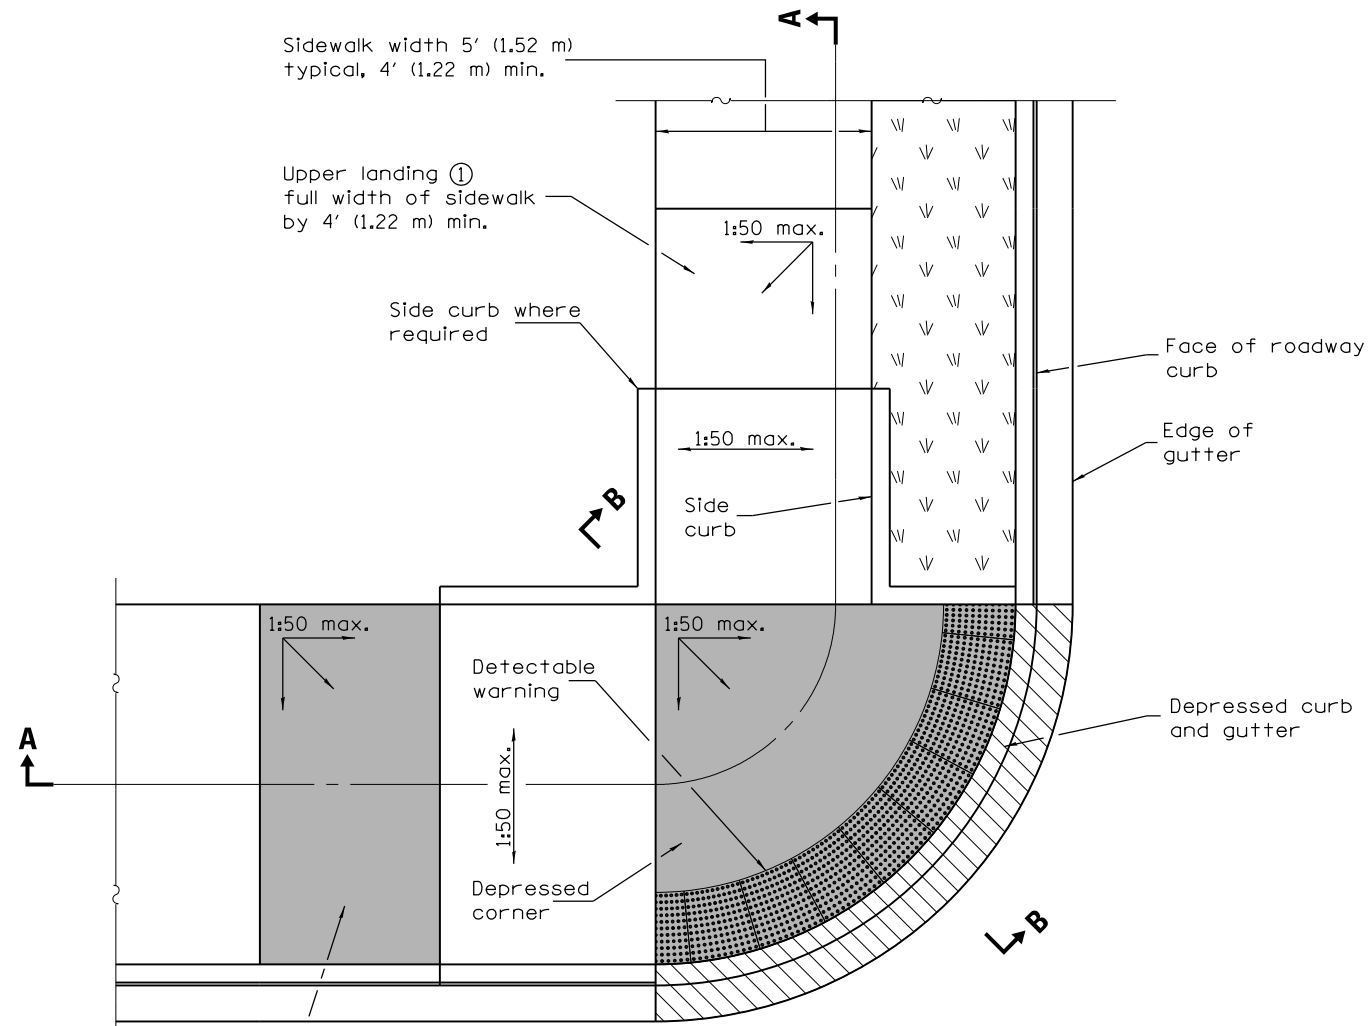 A
Sidewalk width 5' (1.52 m)
typical, 4' (1.22 m) min.
Upper landing ①
full width of sidewalk
by 4' (1.22 m) min.
1:50 max.
Side curb where
required
Face of roadway
curb
Edge of
gutter
1:50 max.
B
Side
curb
1:50 max.
1:50 max.
Detectable
warning
Depressed curb
and gutter
A
1:50 max.
Depressed
corner
B